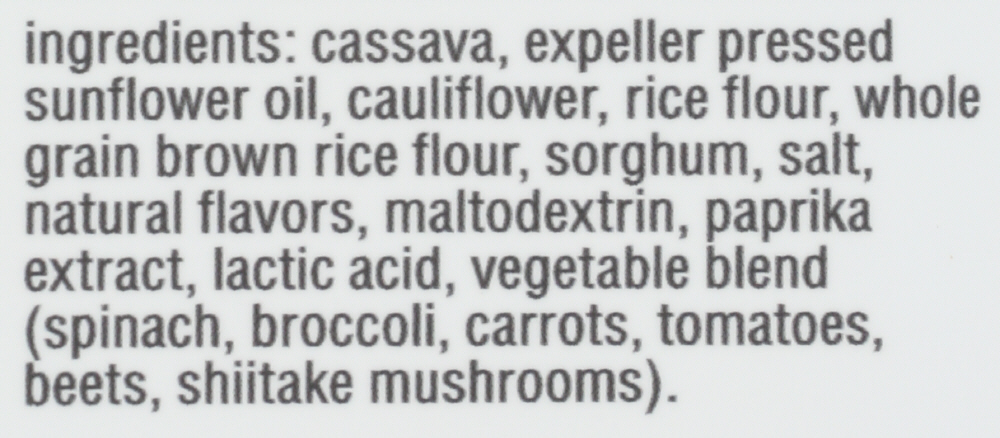 ingredients: cassava, expeller pressed
sunflower oil, cauliflower, rice flour, whole
grain brown rice flour, sorghum, salt,
natural flavors, maltodextrin, paprika
extract, lactic acid, vegetable blend
(spinach, broccoli, carrots, tomatoes,
beets, shiitake mushrooms).